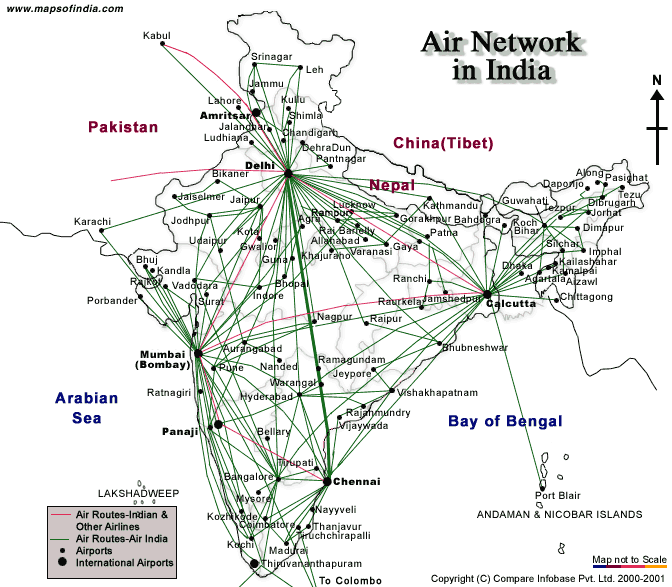 www.mapsofindia.com
Air Network
in India
N
Kabul
Srinagar
Leh
Jammu
Lahore
Kullu
Amritsar
Shimla
Jalandhar
Ludhiana
Chandigarh
Pakistan
China(Tibet)
DehraDun
Pantnagar
Delhi
Bikaner
Nepal
Along
Pasighat
Daporijo
Tezu
Jaiselmer
Jaipur
Lucknow
Kathmandu
Guwahati
Dibrugarh
Rampur
Tezpur
Jorhat
Karachi
Jodhpur
Agra
Gorakhpur
Bahdogra
Koch
Bihar
Dimapur
Kota
Rai Barielly
Patna
Udaipur
Gwalior
Allahabad
Gaya
Silchar
Imphal
Bhuj
Guna
Khajurano
Varanasi
Kailashahar
Kandla
Dhaka
Kamalpai
Rajkot
Vadodara
Bhopal
Ranchi
Agartala
Aizawl
Porbander
Surat
Indore
Raurkela
Jamshedpur
Calcutta
Chittagong
Nagpur
Raipur
Mumbai
(Bombay)
Aurangabad
Bhubneshwar
Pune
Nanded
Ramagundam
Jeypore
Arabian
Sea
Ratnagiri
Warangal
Hyderabad
Vishakhapatnam
Rajahmundry
Vijaywada
Bay of Bengal
Panaji
Bellary
Tirupati
Bangalore
Chennai
LAKSHADWEEP
Mysore
Port Blair
ANDAMAN & NICOBAR ISLANDS
Kozhikode
Coimbatore
Nayyveli
Thanjavur
Tiruchchirapalli
Kochi
Madurai
Thiruvananthapuram
To Colombo
Air Routes-Indian &
Other Airlines
Air Routes-Air India
Airports
International Airports
Map not to Scale
Copyright (C) Compare Infobase Pvt. Ltd. 2000-2001